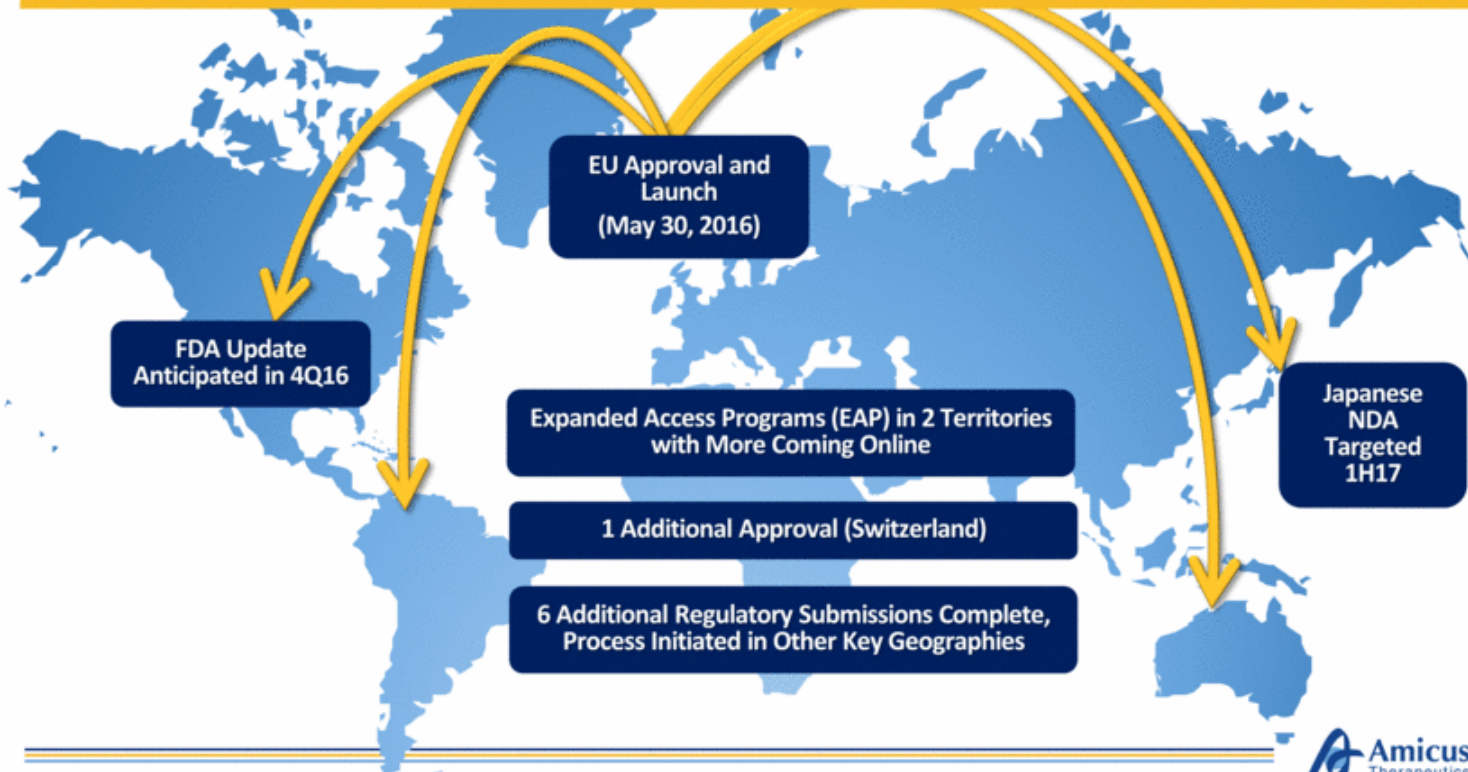 EU Approval and
Launch
(May 30, 2016)
FDA Update
Anticipated in 4Q16
Expanded Access Programs (EAP) in 2 Territories
with More Coming Online
Japanese
NDA
Targeted
1H17
1 Additional Approval (Switzerland)
6 Additional Regulatory Submissions Complete,
Process Initiated in Other Key Geographies
Amicus
Therapeutics